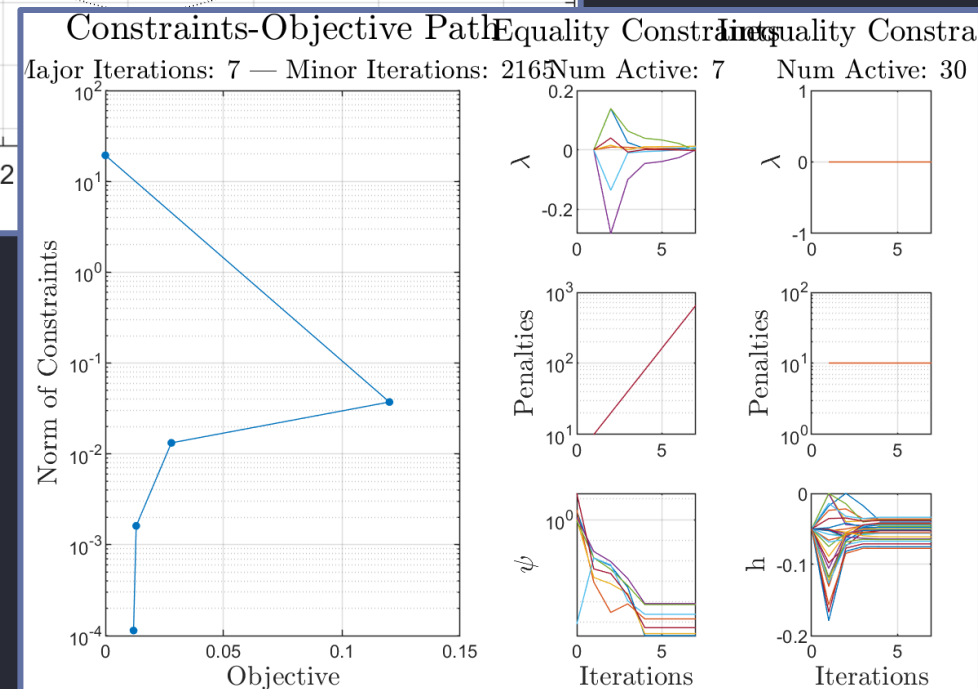 2
Constraints-Objective Path
Major Iterations: 7 — Minor Iterations: 2165
10^2
10^1
10^0
10^-1
10^-2
10^-3
10^-4
0 0.05 0.1 0.15
Norm of Constraints
Objective
Equality Constraints
Num Active: 7
0.2
0
-0.2
0 5
λ
10^3
10^2
10^1
0 5
Penalties
10^0
0 5
ψ
Iterations
Inequality Constra
Num Active: 30
1
0
-1
0 5
λ
10^2
10^1
10^0
0 5
Penalties
0
-0.1
-0.2
0 5
h
Iterations